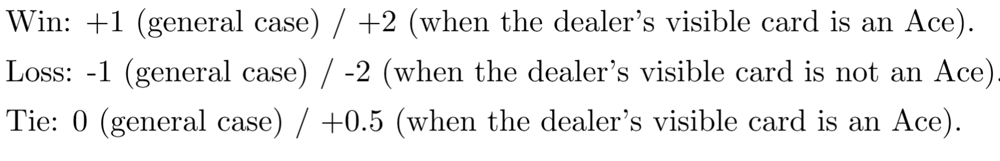 Win: +1 (general case) / +2 (when the dealer's visible card is an Ace).
Loss: -1 (general case) / -2 (when the dealer's visible card is not an Ace).
Tie: 0 (general case) / +0.5 (when the dealer's visible card is an Ace).